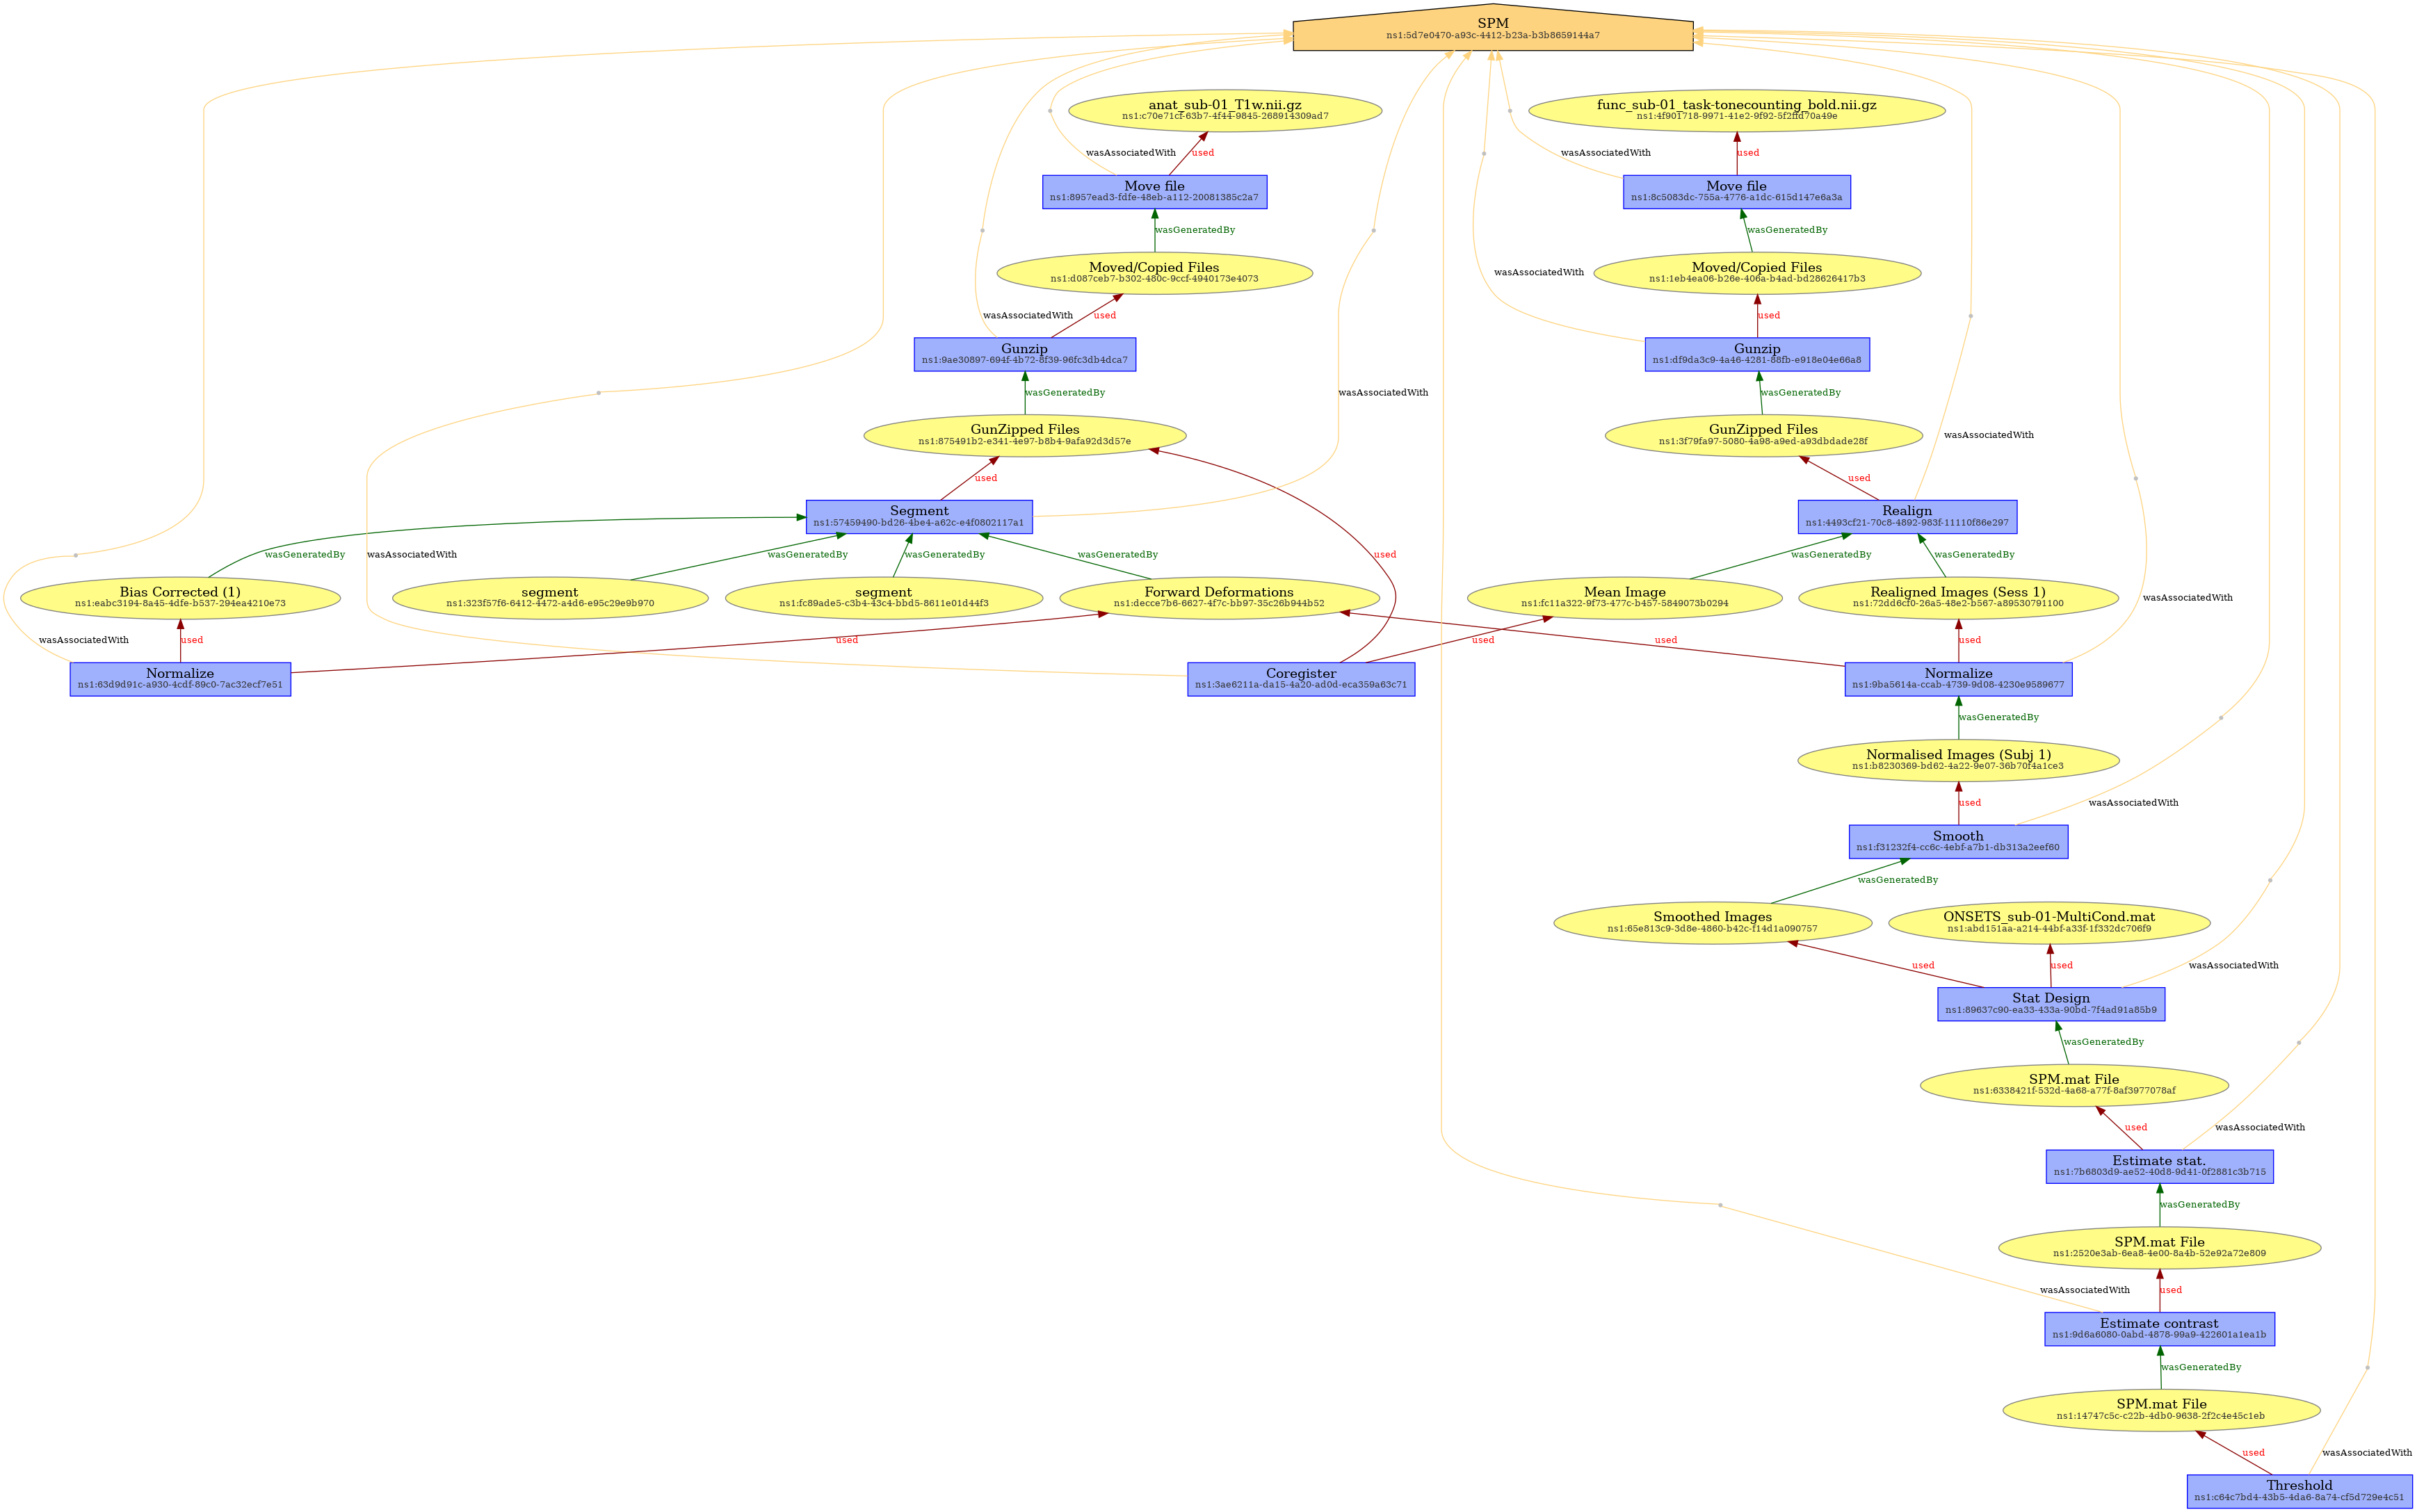 SPM
ns1:5d7e0470-a93c-4412-b23a-b3b8659144a7
anat_sub-01_T1w.nii.gz
ns1:c70e71cf-63b7-4f44-9845-268914309ad7
func_sub-01_task-tonecounting_bold.nii.gz
ns1:4f901718-9971-41e2-9f92-5f2ffd70a49e
wasAssociatedWith
used
wasAssociatedWith
used
Move file
ns1:8957ead3-fdfe-48eb-a112-20081385c2a7
Move file
ns1:8c5083dc-755a-4776-a1dc-615d147e6a3a
wasGeneratedBy
wasGeneratedBy
Moved/Copied Files
ns1:d087ceb7-b302-480c-9ccf-4940173e4073
wasAssociatedWith
Moved/Copied Files
ns1:1eb4ea06-b26e-406a-b4ad-bd28626417b3
wasAssociatedWith
used
used
Gunzip
ns1:9ae30897-694f-4b72-8f39-96fc3db4dca7
Gunzip
ns1:df9da3c9-4a46-4281-88fb-e918e04e66a8
wasGeneratedBy
wasAssociatedWith
wasGeneratedBy
GunZipped Files
ns1:875491b2-e341-4e97-b8b4-9afa92d3d57e
GunZipped Files
ns1:3f79fa97-5080-4a98-a9ed-a93dbdade28f
wasAssociatedWith
used
used
Segment
ns1:57459490-bd26-4be4-a62c-e4f0802117a1
Realign
ns1:4493cf21-70c8-4892-983f-11110f86e297
wasGeneratedBy
wasAssociatedWith
wasGeneratedBy
wasGeneratedBy
wasGeneratedBy
used
wasGeneratedBy
wasGeneratedBy
Bias Corrected (1)
ns1:eabc3194-8a45-4dfe-b537-294ea4210e73
segment
ns1:323f57f6-6412-4472-a4d6-e95c29e9b970
segment
ns1:fc89ade5-c3b4-43c4-bbd5-8611e01d44f3
Forward Deformations
ns1:decce7b6-6627-4f7c-bb97-35c26b944b52
Mean Image
ns1:fc11a322-9f73-477c-b457-5849073b0294
Realigned Images (Sess 1)
ns1:72dd6cf0-26a5-48e2-b567-a89530791100
wasAssociatedWith
wasAssociatedWith
used
used
used
used
used
Normalize
ns1:63d9d91c-a930-4cdf-89c0-7ac32ecf7e51
Coregister
ns1:3ae6211a-da15-4a20-ad0d-eca359a63c71
Normalize
ns1:9ba5614a-ccab-4739-9d08-4230e9589677
wasGeneratedBy
Normalised Images (Subj 1)
ns1:b8230369-bd62-4a22-9e07-36b70f4a1ce3
used
wasAssociatedWith
Smooth
ns1:f31232f4-cc6c-4ebf-a7b1-db313a2eef60
wasGeneratedBy
Smoothed Images
ns1:65e813c9-3d8e-4860-b42c-f14d1a090757
ONSETS_sub-01-MultiCond.mat
ns1:abd151aa-a214-44bf-a33f-1f332dc706f9
used
used
wasAssociatedWith
Stat Design
ns1:89637c90-ea33-433a-90bd-7f4ad91a85b9
wasGeneratedBy
SPM.mat File
ns1:6338421f-532d-4a68-a77f-8af3977078af
used
wasAssociatedWith
Estimate stat.
ns1:7b6803d9-ae52-40d8-9d41-0f2881c3b715
wasGeneratedBy
SPM.mat File
ns1:2520e3ab-6ea8-4e00-8a4b-52e92a72e809
wasAssociatedWith
used
Estimate contrast
ns1:9d6a6080-0abd-4878-99a9-422601a1ea1b
wasGeneratedBy
SPM.mat File
ns1:14747c5c-c22b-4db0-9638-2f2c4e45c1eb
used
wasAssociatedWith
Threshold
ns1:c64c7bd4-43b5-4da6-8a74-cf5d729e4c51